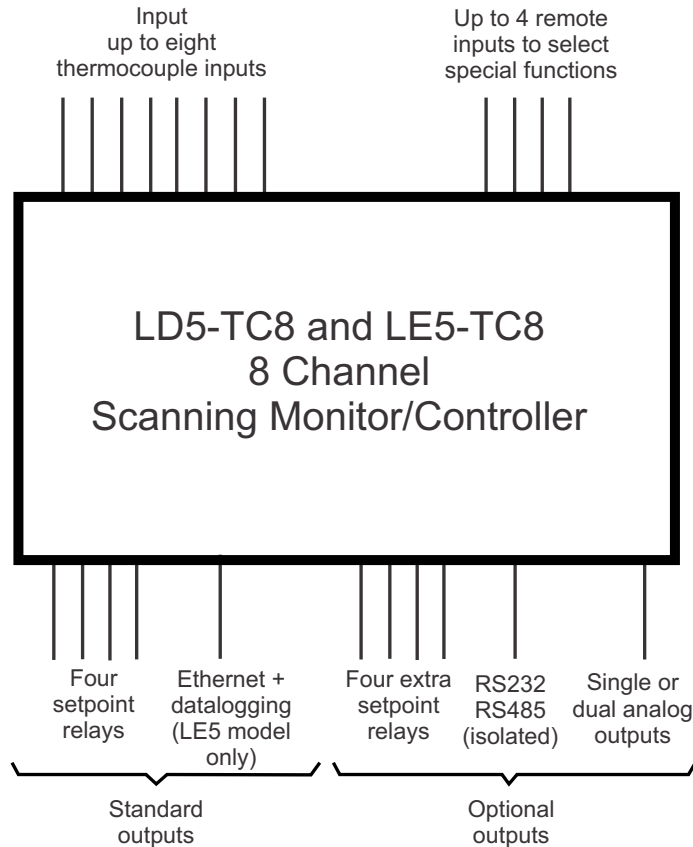 Input
up to eight
thermocouple inputs
Up to 4 remote
inputs to select
special functions
LD5-TC8 and LE5-TC8
8 Channel
Scanning Monitor/Controller
Four
setpoint
relays
Ethernet +
datalogging
(LE5 model
only)
Four extra
setpoint
relays
RS232
RS485
(isolated)
Single or
dual analog
outputs
Standard
outputs
Optional
outputs